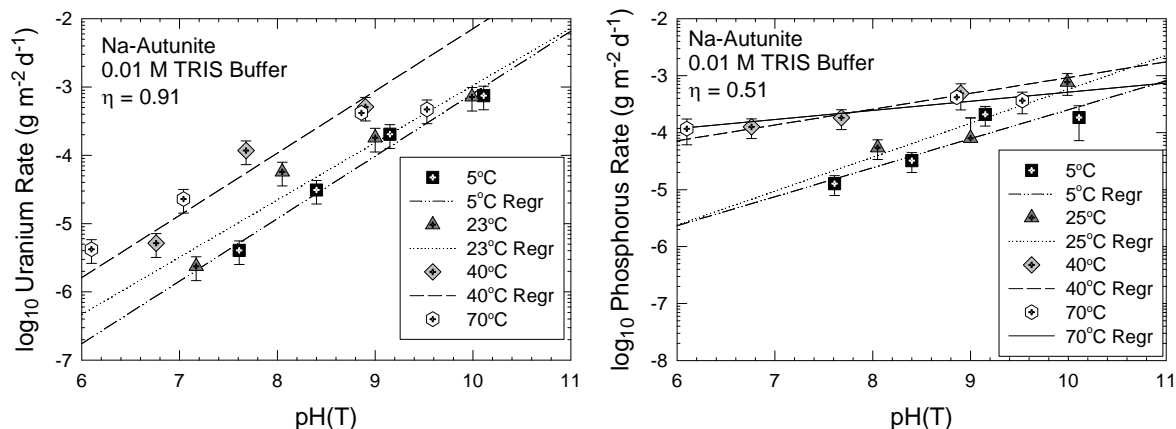 -2
-3
-4
-5
-6
-7
log₁₀ Uranium Rate (g m⁻² d⁻¹)
Na-Autunite
0.01 M TRIS Buffer
η = 0.91
5°C
5°C Regr
23°C
23°C Regr
40°C
40°C Regr
70°C
6 7 8 9 10 11
pH(T)
-2
-3
-4
-5
-6
-7
-8
log₁₀ Phosphorus Rate (g m⁻² d⁻¹)
Na-Autunite
0.01 M TRIS Buffer
η = 0.51
5°C
5°C Regr
25°C
25°C Regr
40°C
40°C Regr
70°C
70°C Regr
6 7 8 9 10 11
pH(T)